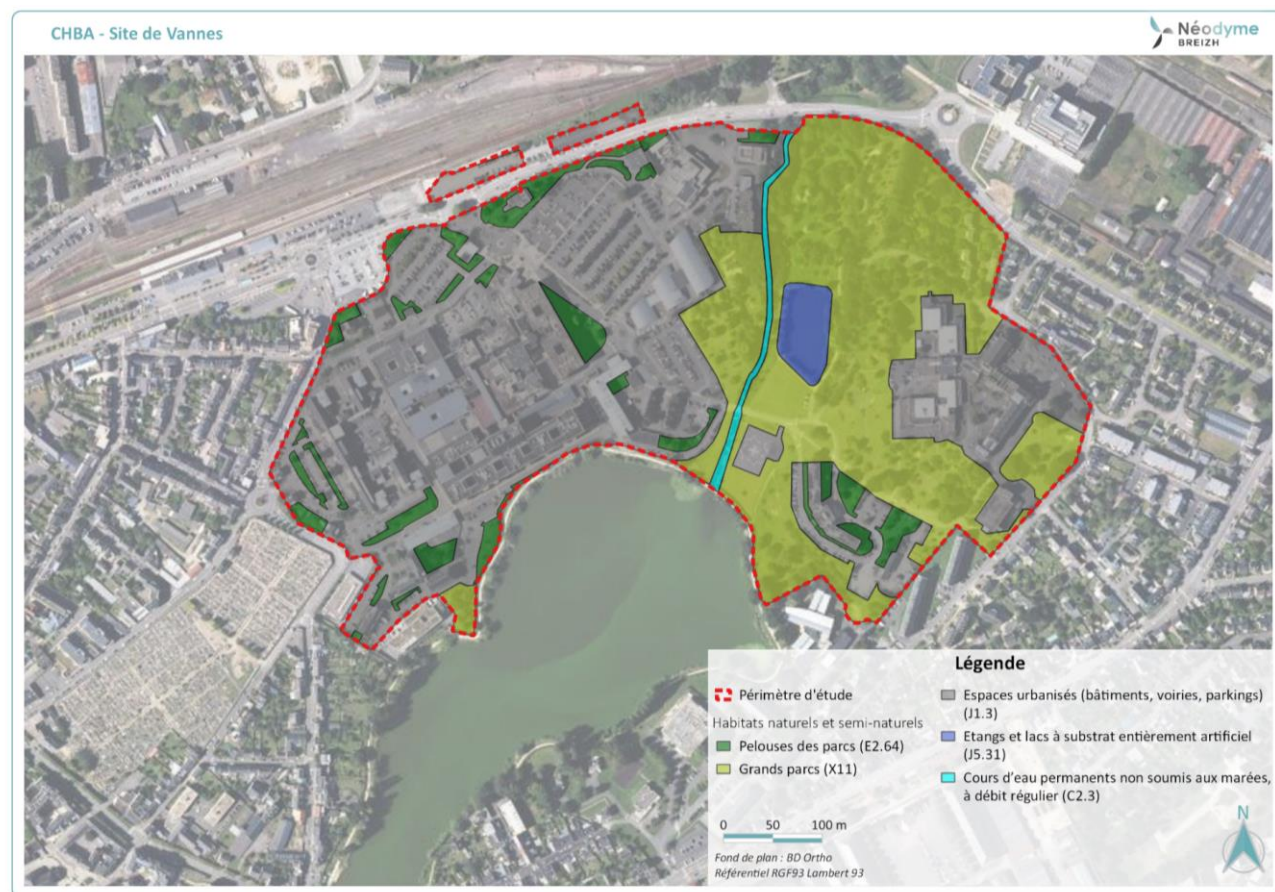 CHBA - Site de Vannes
Néodyme
BREIZH
Légende
Périmètre d'étude
Habitats naturels et semi-naturels
Pelouses des parcs (E2.64)
Grands parcs (X11)
Espaces urbanisés (bâtiments, voiries, parkings)
(J1.3)
Etangs et lacs à substrat entièrement artificiel
(J5.31)
Cours d'eau permanents non soumis aux marées,
à débit régulier (C2.3)
0 50 100 m
Fond de plan : BD Ortho
Référentiel RGF93 Lambert 93
N